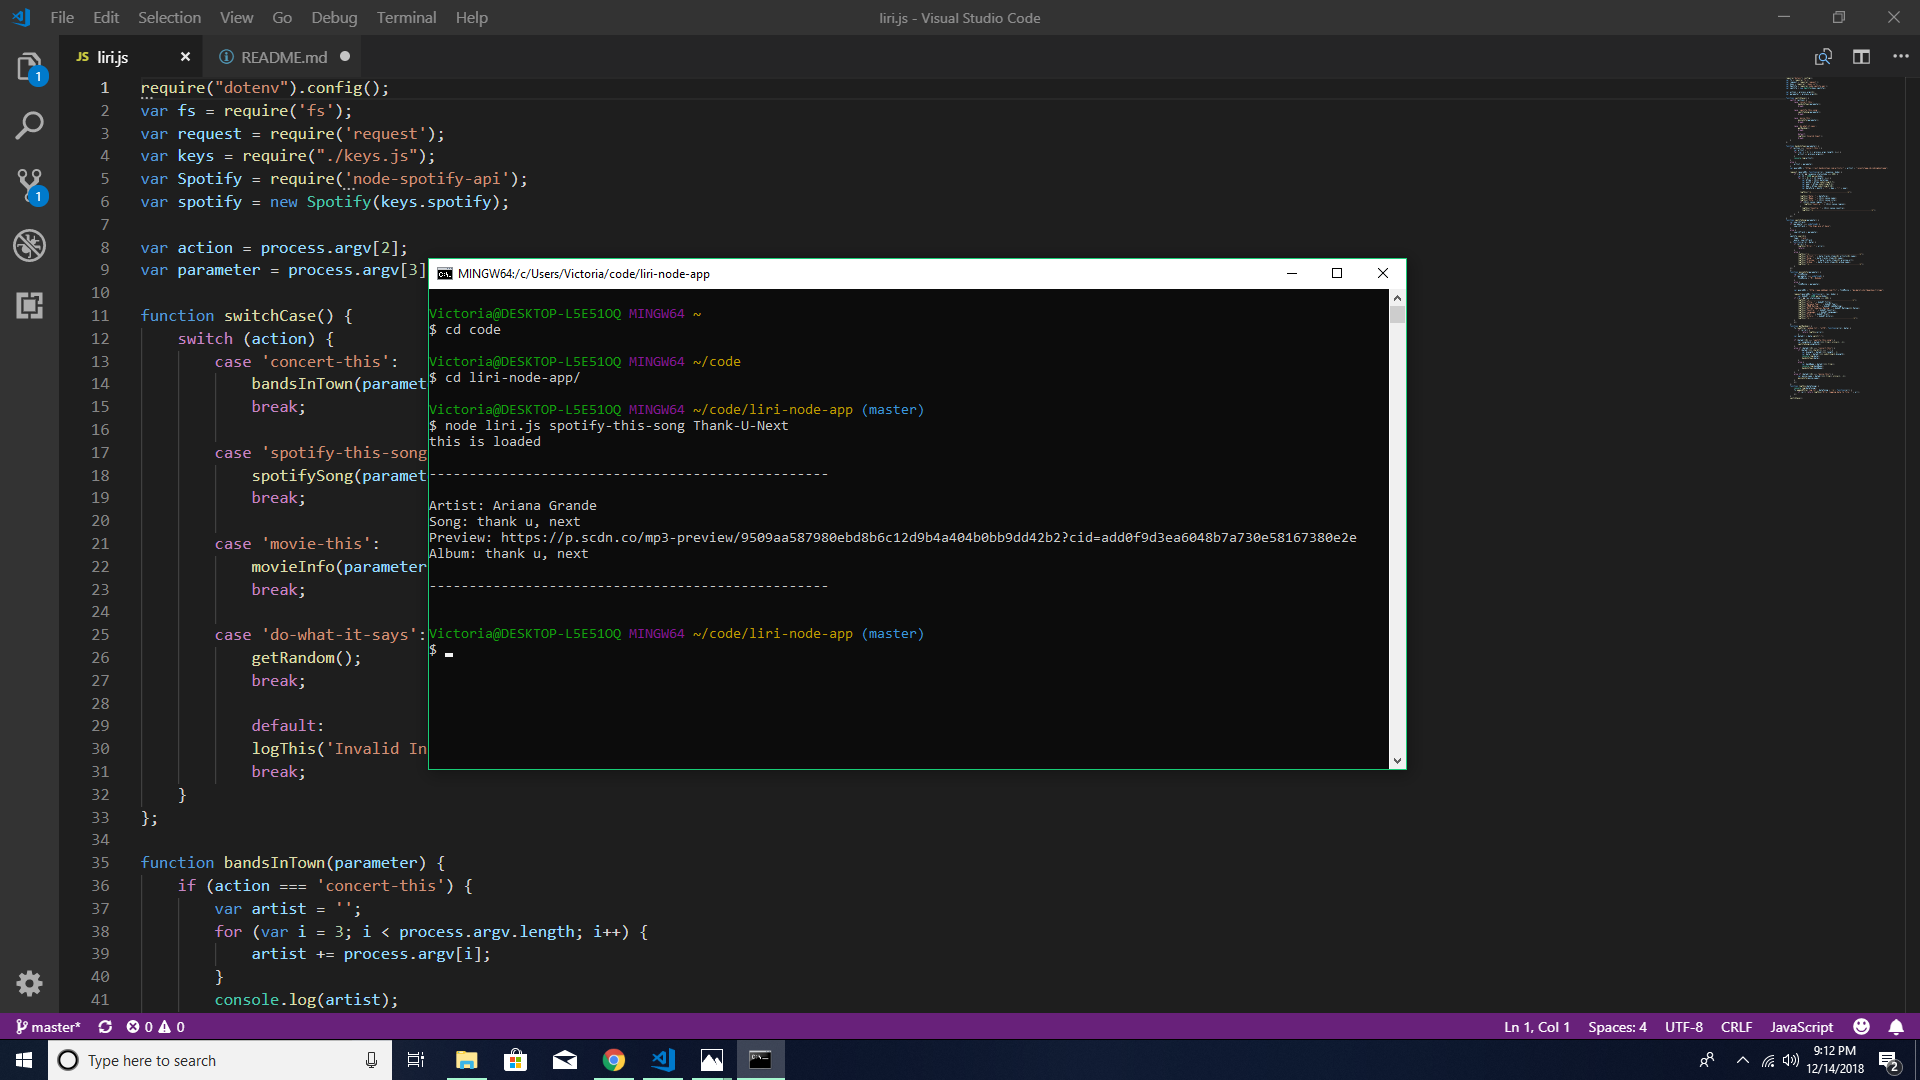 File Edit Selection View Go Debug Terminal Help
liri.js - Visual Studio Code
JS liri.js
README.md
1
1
1 require("dotenv").config();
2 var fs = require('fs');
3 var request = require('request');
4 var keys = require("./keys.js");
5 var Spotify = require('node-spotify-api');
6 var spotify = new Spotify(keys.spotify);
7
8 var action = process.argv[2];
9 var parameter = process.argv[3]
10
11 function switchCase() {
12 switch (action) {
13 case 'concert-this':
14 bandsInTown(paramet
15 break;
16
17 case 'spotify-this-song
18 spotifySong(paramet
19 break;
20
21 case 'movie-this':
22 movieInfo(parameter
23 break;
24
25 case 'do-what-it-says':
26 getRandom();
27 break;
28
29 default:
30 logThis('Invalid In
31 break;
32 }
33 };
34
35 function bandsInTown(parameter) {
36 if (action === 'concert-this') {
37 var artist = '';
38 for (var i = 3; i < process.argv.length; i++) {
39 artist += process.argv[i];
40 }
41 console.log(artist);
MINGW64:/c/Users/Victoria/code/liri-node-app
Victoria@DESKTOP-L5E51OQ MINGW64 ~
$ cd code
Victoria@DESKTOP-L5E51OQ MINGW64 ~/code
$ cd liri-node-app/
Victoria@DESKTOP-L5E51OQ MINGW64 ~/code/liri-node-app (master)
$ node liri.js spotify-this-song Thank-U-Next
this is loaded
--------------------------------------------------
Artist: Ariana Grande
Song: thank u, next
Preview: https://p.scdn.co/mp3-preview/9509aa587980ebd8b6c12d9b4a404b0bb9dd42b2?cid=add0f9d3ea6048b7a730e58167380e2e
Album: thank u, next
--------------------------------------------------
Victoria@DESKTOP-L5E51OQ MINGW64 ~/code/liri-node-app (master)
$
master* 0 0
Ln 1, Col 1 Spaces: 4 UTF-8 CRLF JavaScript
Type here to search
9:12 PM
12/14/2018
2